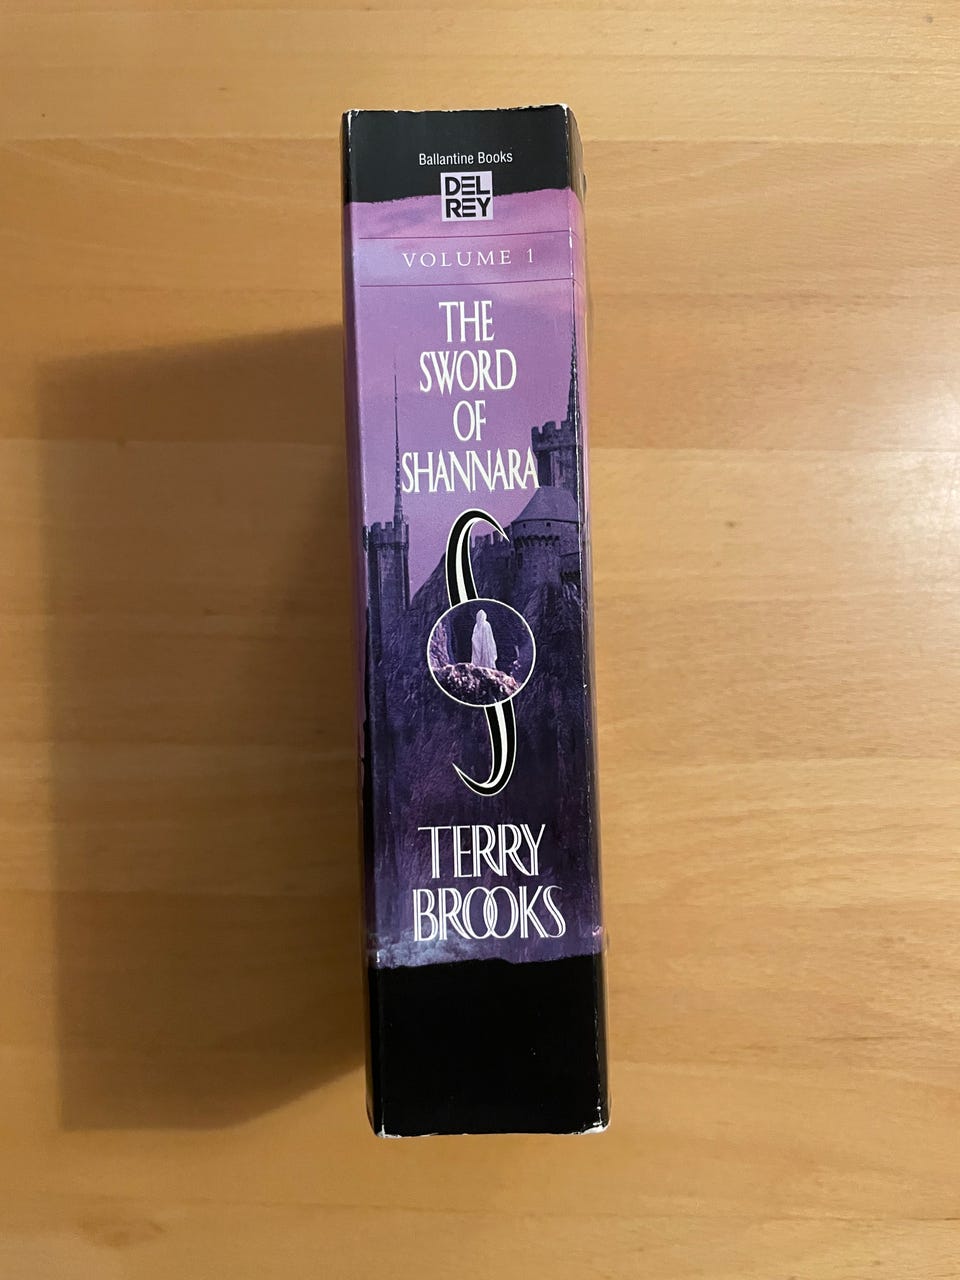 Ballantine Books
DEL
REY
VOLUME 1
THE
SWORD
OF
SHANNARA
TERRY
BROOKS